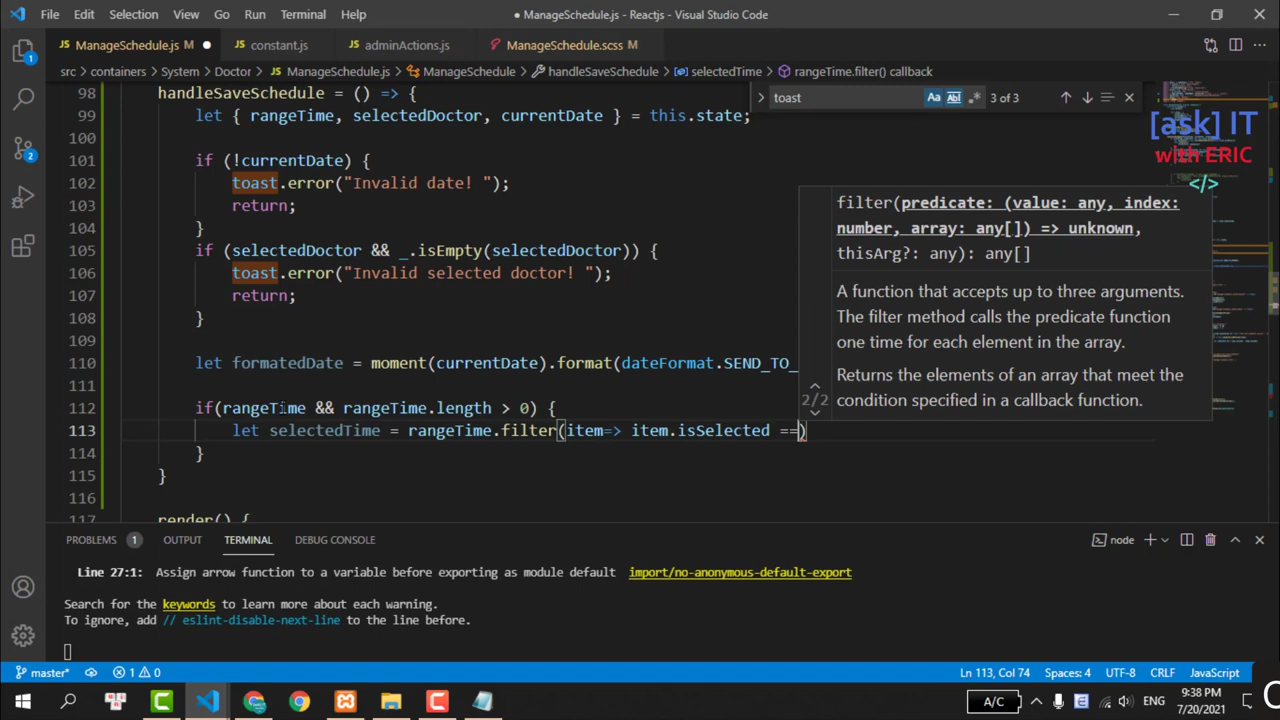 File Edit Selection View Go Run Terminal Help
● ManageSchedule.js - Reactjs - Visual Studio Code
JS ManageSchedule.js M ● JS constant.js JS adminActions.js ManageSchedule.scss M
src > containers > System > Doctor > JS ManageSchedule.js > ManageSchedule > handleSaveSchedule > selectedTime > rangeTime.filter() callback
toast Aa Abl .* 3 of 3
[ask] IT
with ERIC
</>
98 handleSaveSchedule = () => {
99 let { rangeTime, selectedDoctor, currentDate } = this.state;
100
101 if (!currentDate) {
102 toast.error("Invalid date! ");
103 return;
104 }
105 if (selectedDoctor && _.isEmpty(selectedDoctor)) {
106 toast.error("Invalid selected doctor! ");
107 return;
108 }
109
110 let formatedDate = moment(currentDate).format(dateFormat.SEND_TO_
111
112 if(rangeTime && rangeTime.length > 0) {
113 let selectedTime = rangeTime.filter(item=> item.isSelected ==)
114 }
115 }
116
117 render() {
filter(predicate: (value: any, index:
number, array: any[]) => unknown,
thisArg?: any): any[]
A function that accepts up to three arguments.
The filter method calls the predicate function
one time for each element in the array.
Returns the elements of an array that meet the
condition specified in a callback function.
2/2
PROBLEMS 1 OUTPUT TERMINAL DEBUG CONSOLE
node
Line 27:1: Assign arrow function to a variable before exporting as module default import/no-anonymous-default-export
Search for the keywords to learn more about each warning.
To ignore, add // eslint-disable-next-line to the line before.
master* 1 0
Ln 113, Col 74 Spaces: 4 UTF-8 CRLF JavaScript
A/C ENG
9:38 PM
7/20/2021
1
2